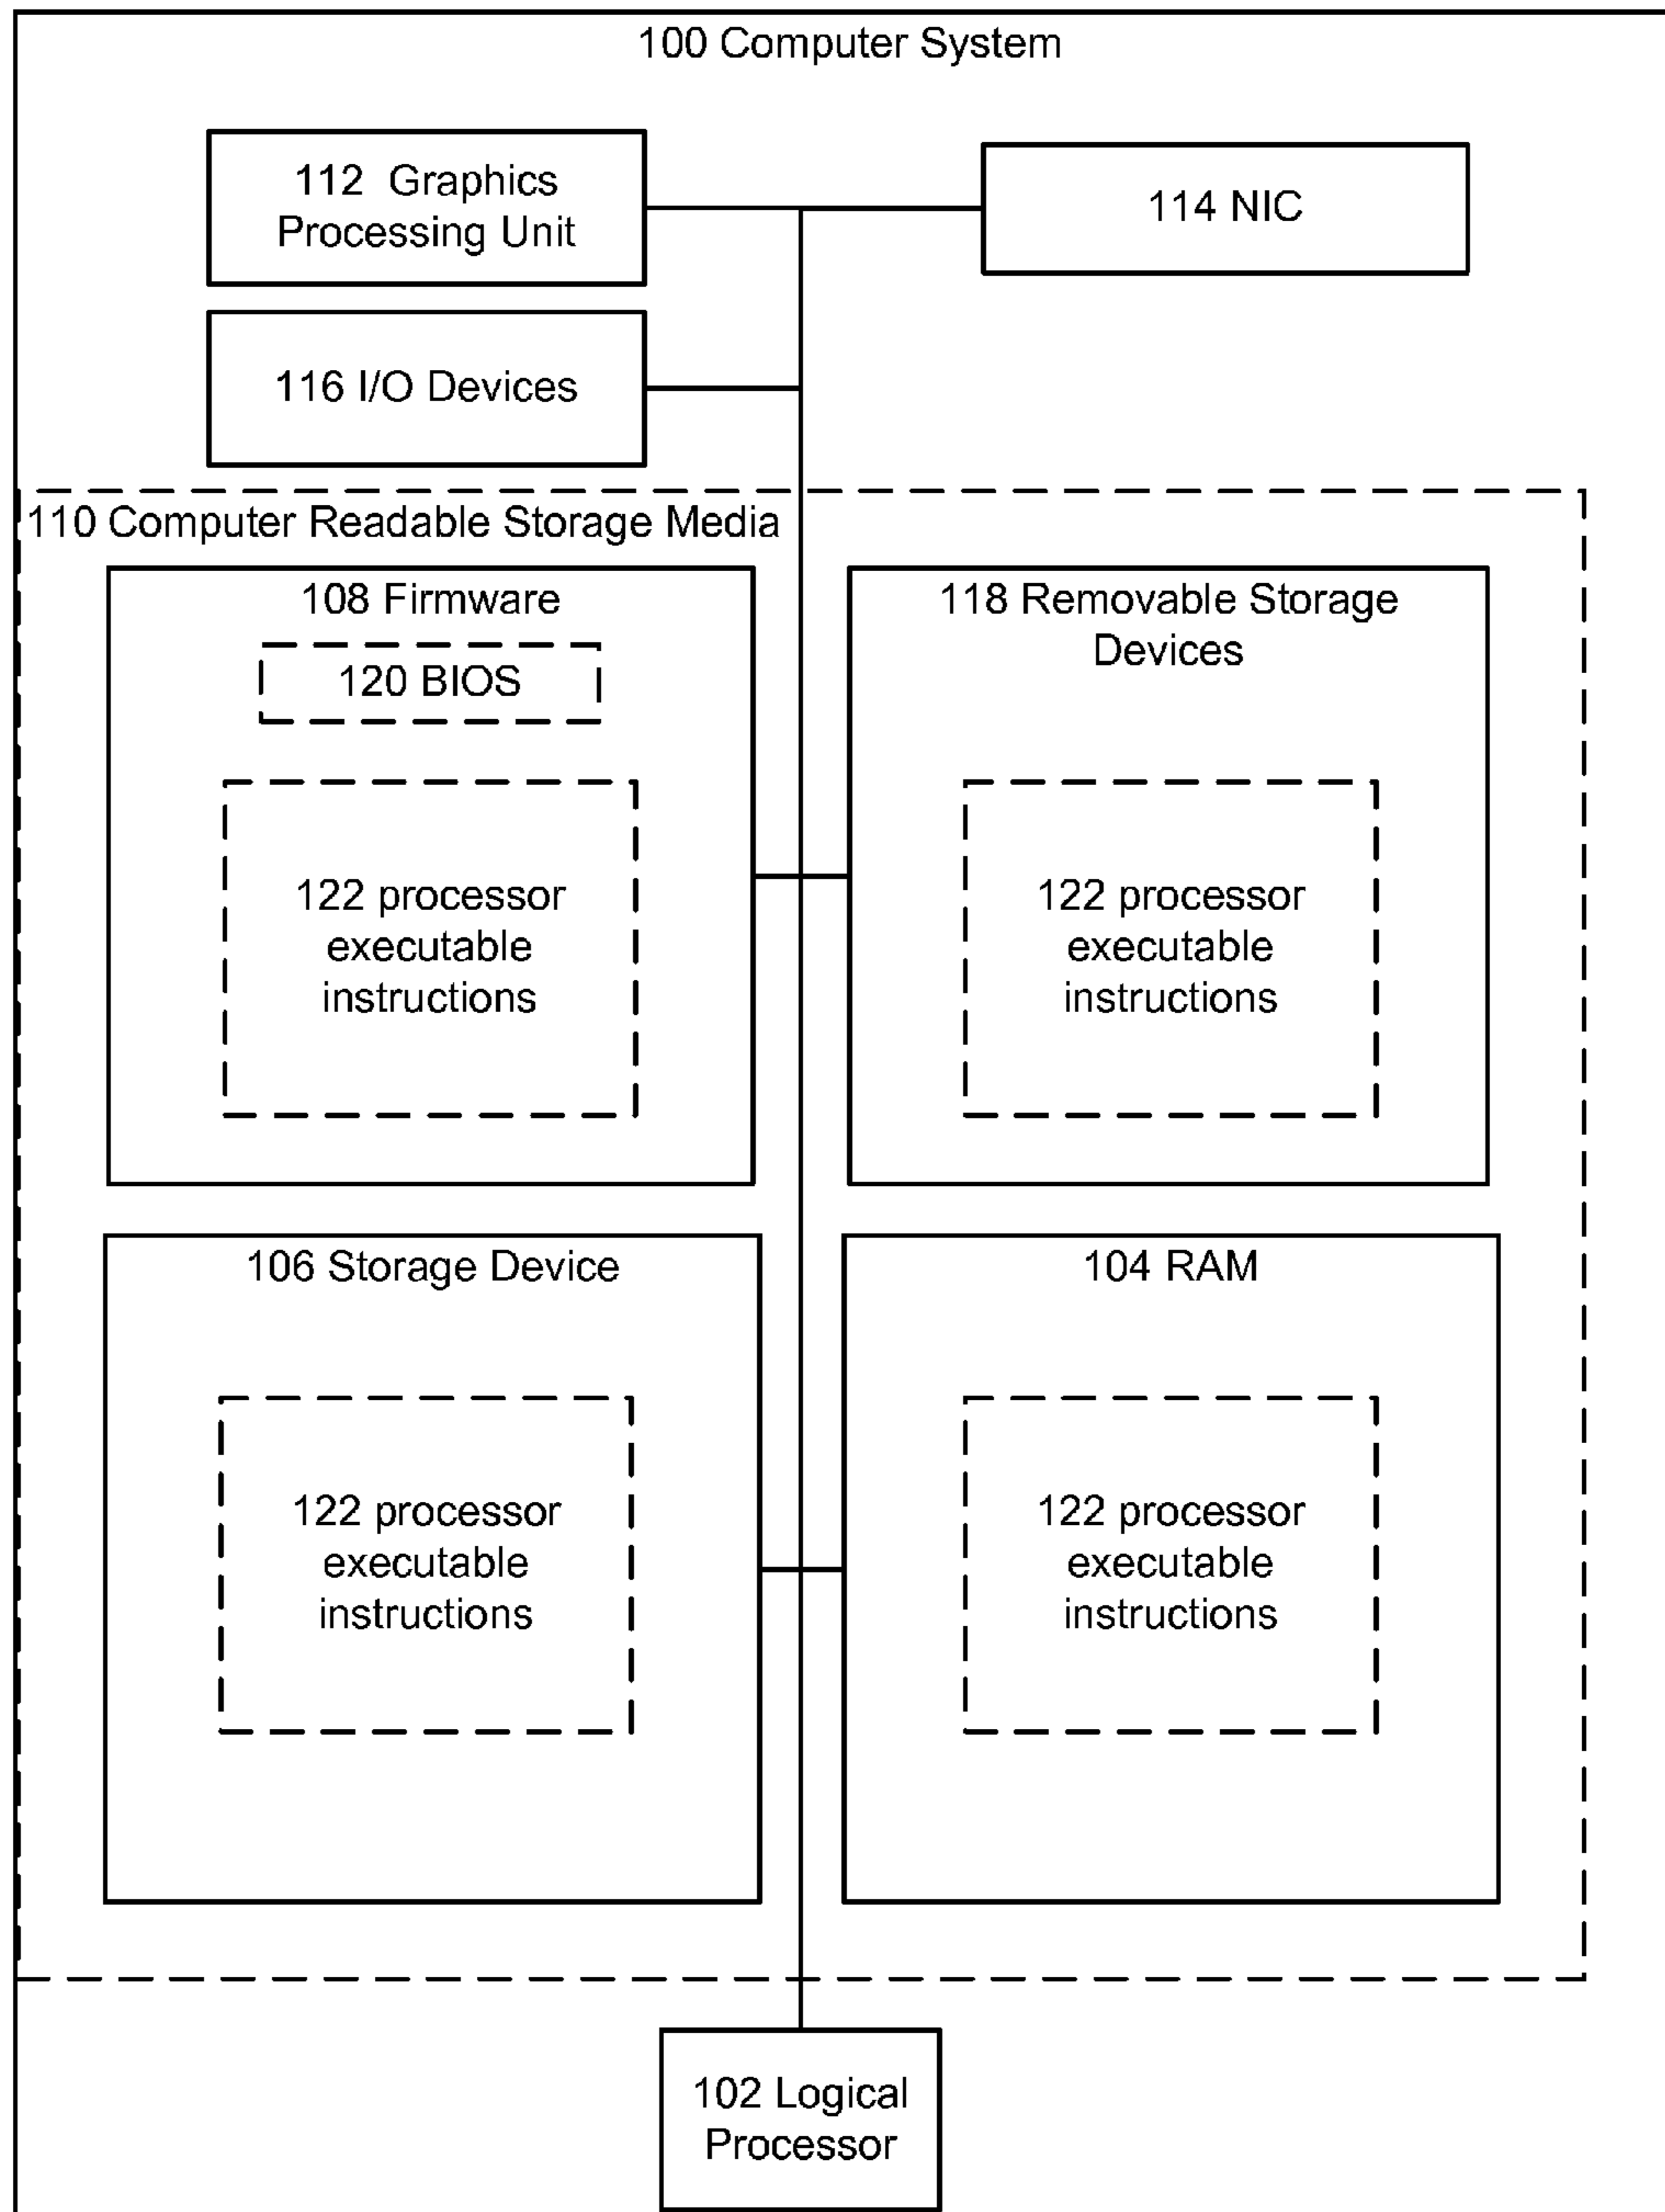 100 Computer System
112 Graphics
Processing Unit
114 NIC
116 I/O Devices
110 Computer Readable Storage Media
108 Firmware
120 BIOS
122 processor
executable
instructions
118 Removable Storage
Devices
122 processor
executable
instructions
106 Storage Device
122 processor
executable
instructions
104 RAM
122 processor
executable
instructions
102 Logical
Processor